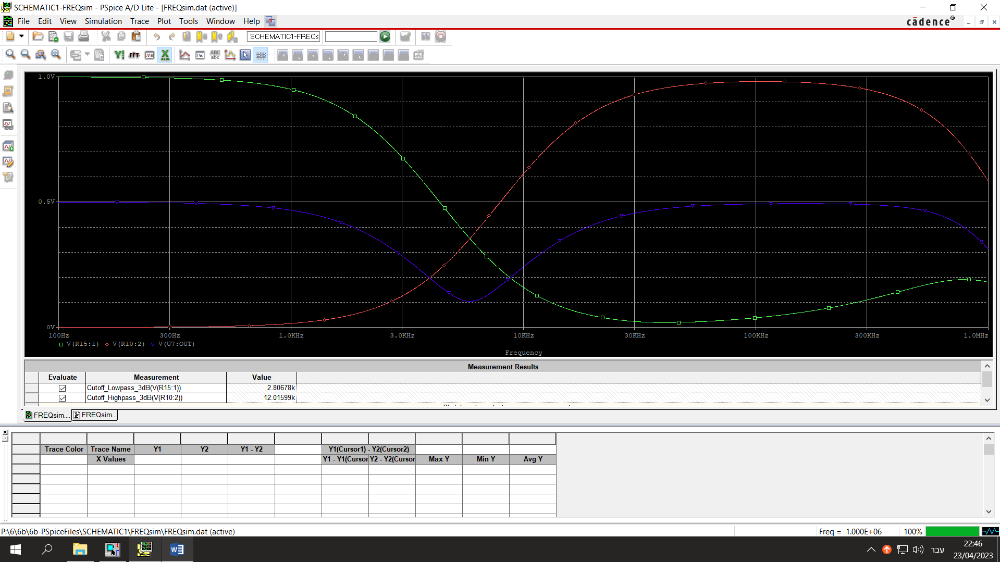 SCHEMATIC1-FREQsim - PSpice A/D Lite - [FREQsim.dat (active)]
File Edit View Simulation Trace Plot Tools Window Help
cādence®
SCHEMATIC1-FREQs
FFT
ABC
abc
1.0V
0.5V
0V
100Hz 300Hz 1.0KHz 3.0KHz 10KHz 30KHz 100KHz 300KHz 1.0MHz
V(R15:1) V(R10:2) V(U7:OUT)
Frequency
Measurement Results
Evaluate Measurement Value
Cutoff_Lowpass_3dB(V(R15:1)) 2.80678k
Cutoff_Highpass_3dB(V(R10:2)) 12.01599k
FREQsim.... FREQsim...
Trace Color Trace Name Y1 Y2 Y1 - Y2 Y1(Cursor1) - Y2(Cursor2)
X Values Y1 - Y1(Cursor Y2 - Y2(Cursor Max Y Min Y Avg Y
P:\6\6b\6b-PSpiceFiles\SCHEMATIC1\FREQsim\FREQsim.dat (active) Freq = 1.000E+06 100%
עבר
22:46
23/04/2023